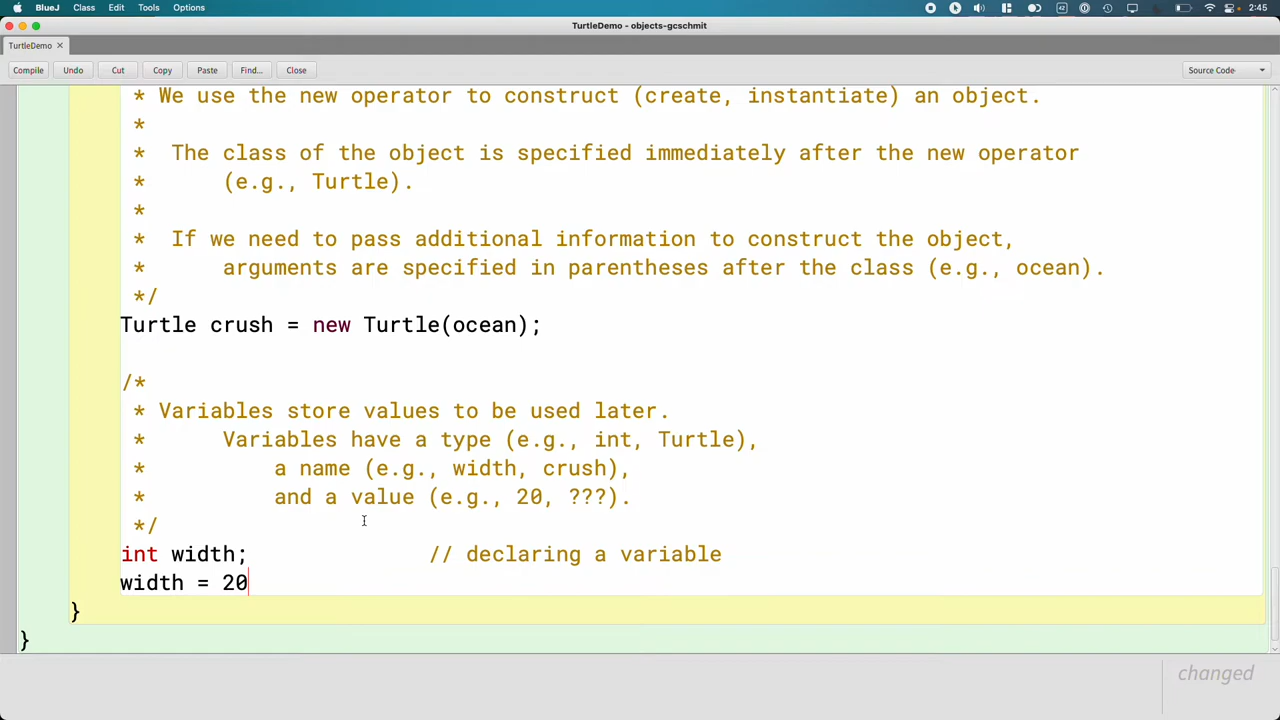 BlueJ Class Edit Tools Options 2:45
TurtleDemo - objects-gcschmit
TurtleDemo ×
Compile Undo Cut Copy Paste Find... Close Source Code
* We use the new operator to construct (create, instantiate) an object.
*
* The class of the object is specified immediately after the new operator
* (e.g., Turtle).
*
* If we need to pass additional information to construct the object,
* arguments are specified in parentheses after the class (e.g., ocean).
*/
Turtle crush = new Turtle(ocean);
/*
* Variables store values to be used later.
* Variables have a type (e.g., int, Turtle),
* a name (e.g., width, crush),
* and a value (e.g., 20, ???).
*/
int width; // declaring a variable
width = 20
}
}
changed